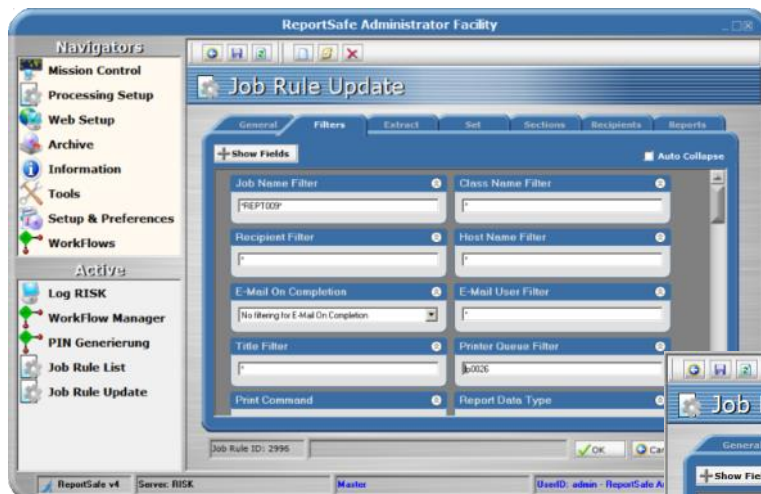 ReportSafe Administrator Facility
Navigators
Mission Control
Processing Setup
Web Setup
Archive
Information
Tools
Setup & Preferences
WorkFlows
Active
Log RISK
WorkFlow Manager
PIN Generierung
Job Rule List
Job Rule Update
Job Rule Update
General Filters Extract Set Sections Recipients Reports
Show Fields Auto Collapse
Job Name Filter Class Name Filter
*REPT009* *
Recipient Filter Host Name Filter
* *
E-Mail On Completion E-Mail User Filter
No filtering for E-Mail On Completion *
Title Filter Printer Queue Filter
* lp0026
Print Command Report Data Type
Job Rule ID: 2996 OK Ca
ReportSafe v4 Server: RISK Master UserID: admin - ReportSafe A
Job
General
Show Fie